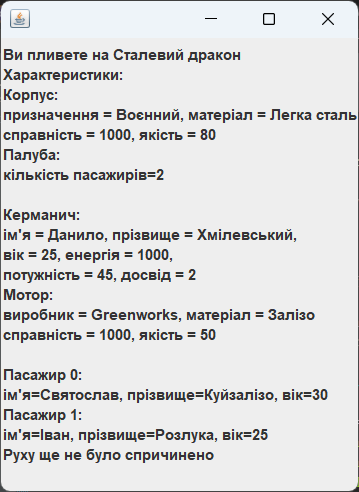 Ви пливете на Сталевий дракон
Характеристики:
Корпус:
призначення = Воєнний, матеріал = Легка сталь
справність = 1000, якість = 80
Палуба:
кількість пасажирів=2
Керманич:
ім'я = Данило, прізвище = Хмілевський,
вік = 25, енергія = 1000,
потужність = 45, досвід = 2
Мотор:
виробник = Greenworks, матеріал = Залізо
справність = 1000, якість = 50
Пасажир 0:
ім'я=Святослав, прізвище=Куйзалізо, вік=30
Пасажир 1:
ім'я=Іван, прізвище=Розлука, вік=25
Руху ще не було спричинено